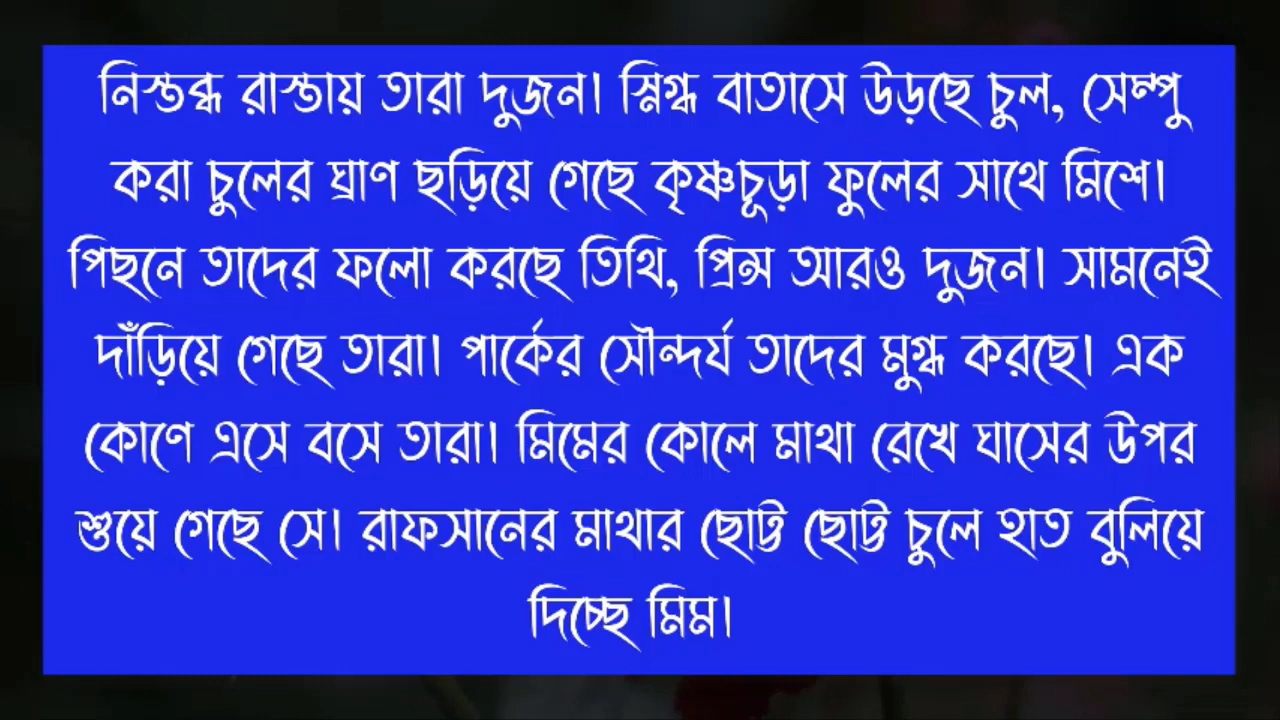 নিস্তব্ধ রাস্তায় তারা দুজন। স্নিগ্ধ বাতাসে উড়ছে চুল, সেম্পু
করা চুলের ঘ্রাণ ছড়িয়ে গেছে কৃষ্ণচূড়া ফুলের সাথে মিশে।
পিছনে তাদের ফলো করছে তিথি, প্রিন্স আরও দুজন। সামনেই
দাঁড়িয়ে গেছে তারা। পার্কের সৌন্দর্য তাদের মুগ্ধ করছে। এক
কোণে এসে বসে তারা। মিমের কোলে মাথা রেখে ঘাসের উপর
শুয়ে গেছে সে। রাফসানের মাথার ছোট্ট ছোট্ট চুলে হাত বুলিয়ে
দিচ্ছে মিম।